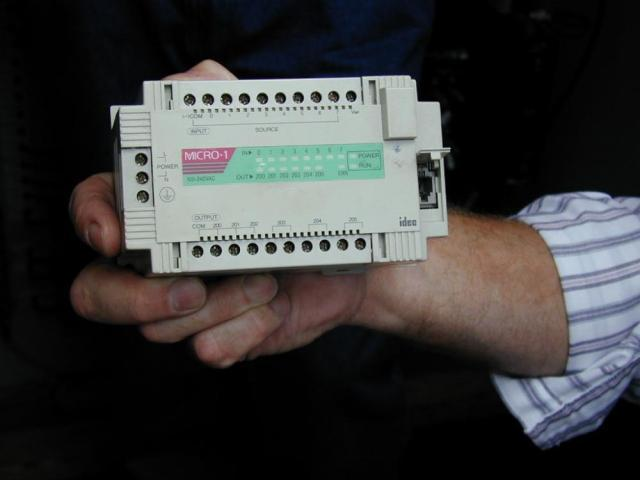 (-)COM 0 1 2 3 4 5 6 7
INPUT
SOURCE
MICRO-1
IN 0 1 2 3 4 5 6 7
POWER
RUN
100-240VAC
OUT 200 201 202 203 204 205
ERR
POWER
L
N
OUTPUT
COM 200 201 202 203 204 205
idec